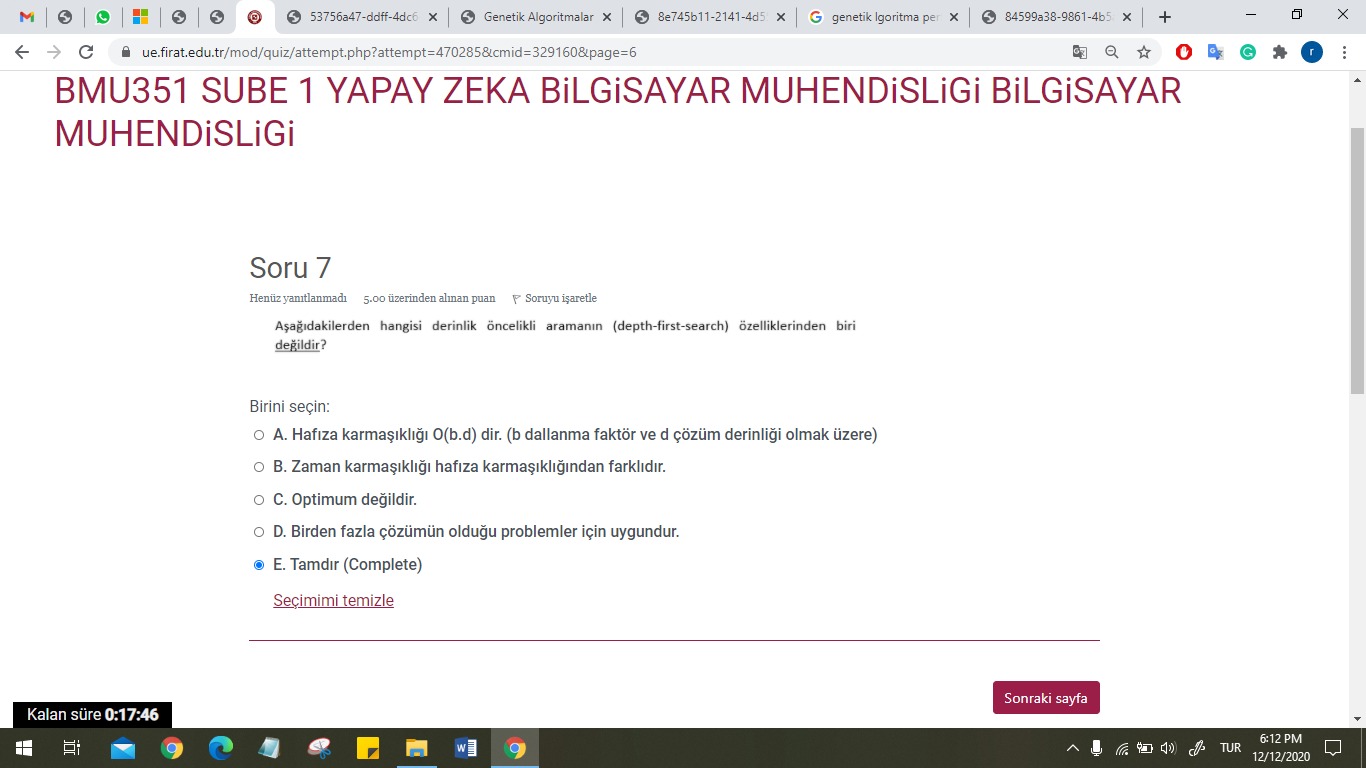 53756a47-ddff-4dc6
Genetik Algoritmalar
8e745b11-2141-4d5
genetik lgoritma per
84599a38-9861-4b5
ue.firat.edu.tr/mod/quiz/attempt.php?attempt=470285&cmid=329160&page=6
BMU351 SUBE 1 YAPAY ZEKA BiLGiSAYAR MUHENDiSLiGi BiLGiSAYAR
MUHENDiSLiGi
Soru 7
Henüz yanıtlanmadı 5.00 üzerinden alınan puan Soruyu işaretle
Aşağıdakilerden hangisi derinlik öncelikli aramanın (depth-first-search) özelliklerinden biri
değildir?
Birini seçin:
A. Hafıza karmaşıklığı O(b.d) dir. (b dallanma faktör ve d çözüm derinliği olmak üzere)
B. Zaman karmaşıklığı hafıza karmaşıklığından farklıdır.
C. Optimum değildir.
D. Birden fazla çözümün olduğu problemler için uygundur.
E. Tamdır (Complete)
Seçimimi temizle
Sonraki sayfa
Kalan süre 0:17:46
TUR
6:12 PM
12/12/2020